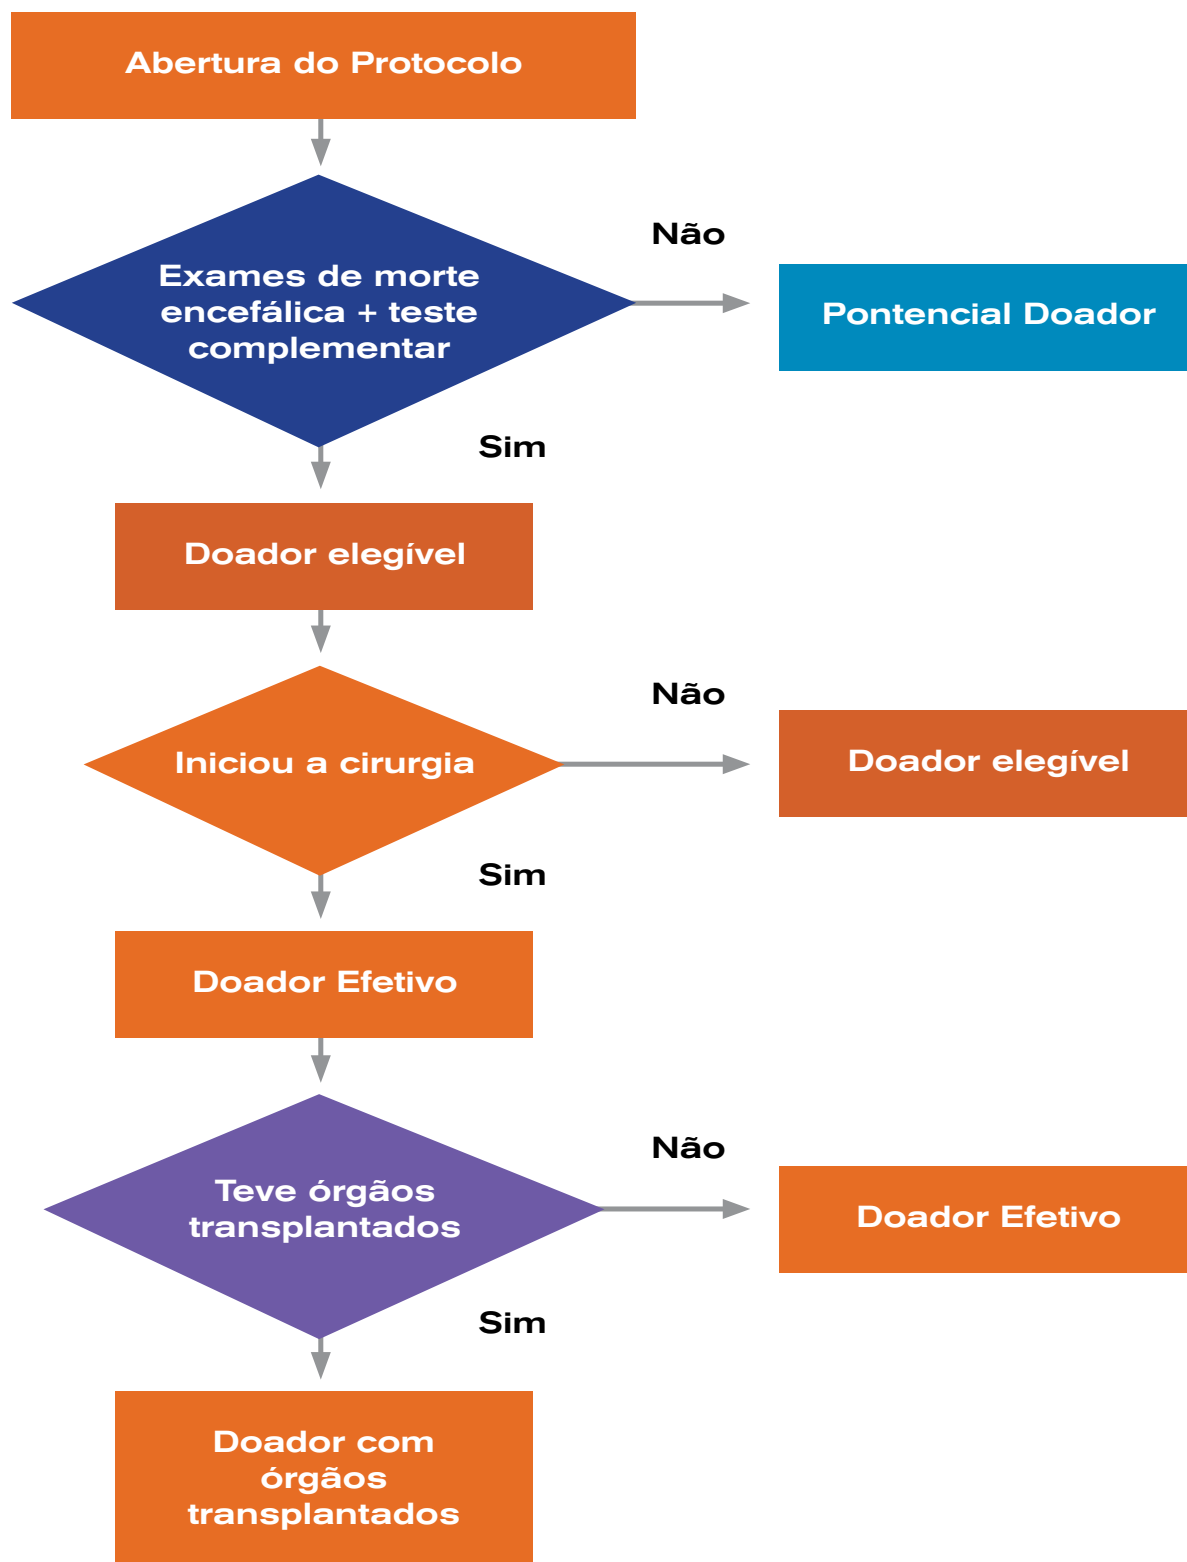 Abertura do Protocolo
Não
Exames de morte
encefálica + teste
complementar
Pontencial Doador
Sim
Doador elegível
Não
Iniciou a cirurgia
Doador elegível
Sim
Doador Efetivo
Não
Teve órgãos
transplantados
Doador Efetivo
Sim
Doador com
órgãos
transplantados